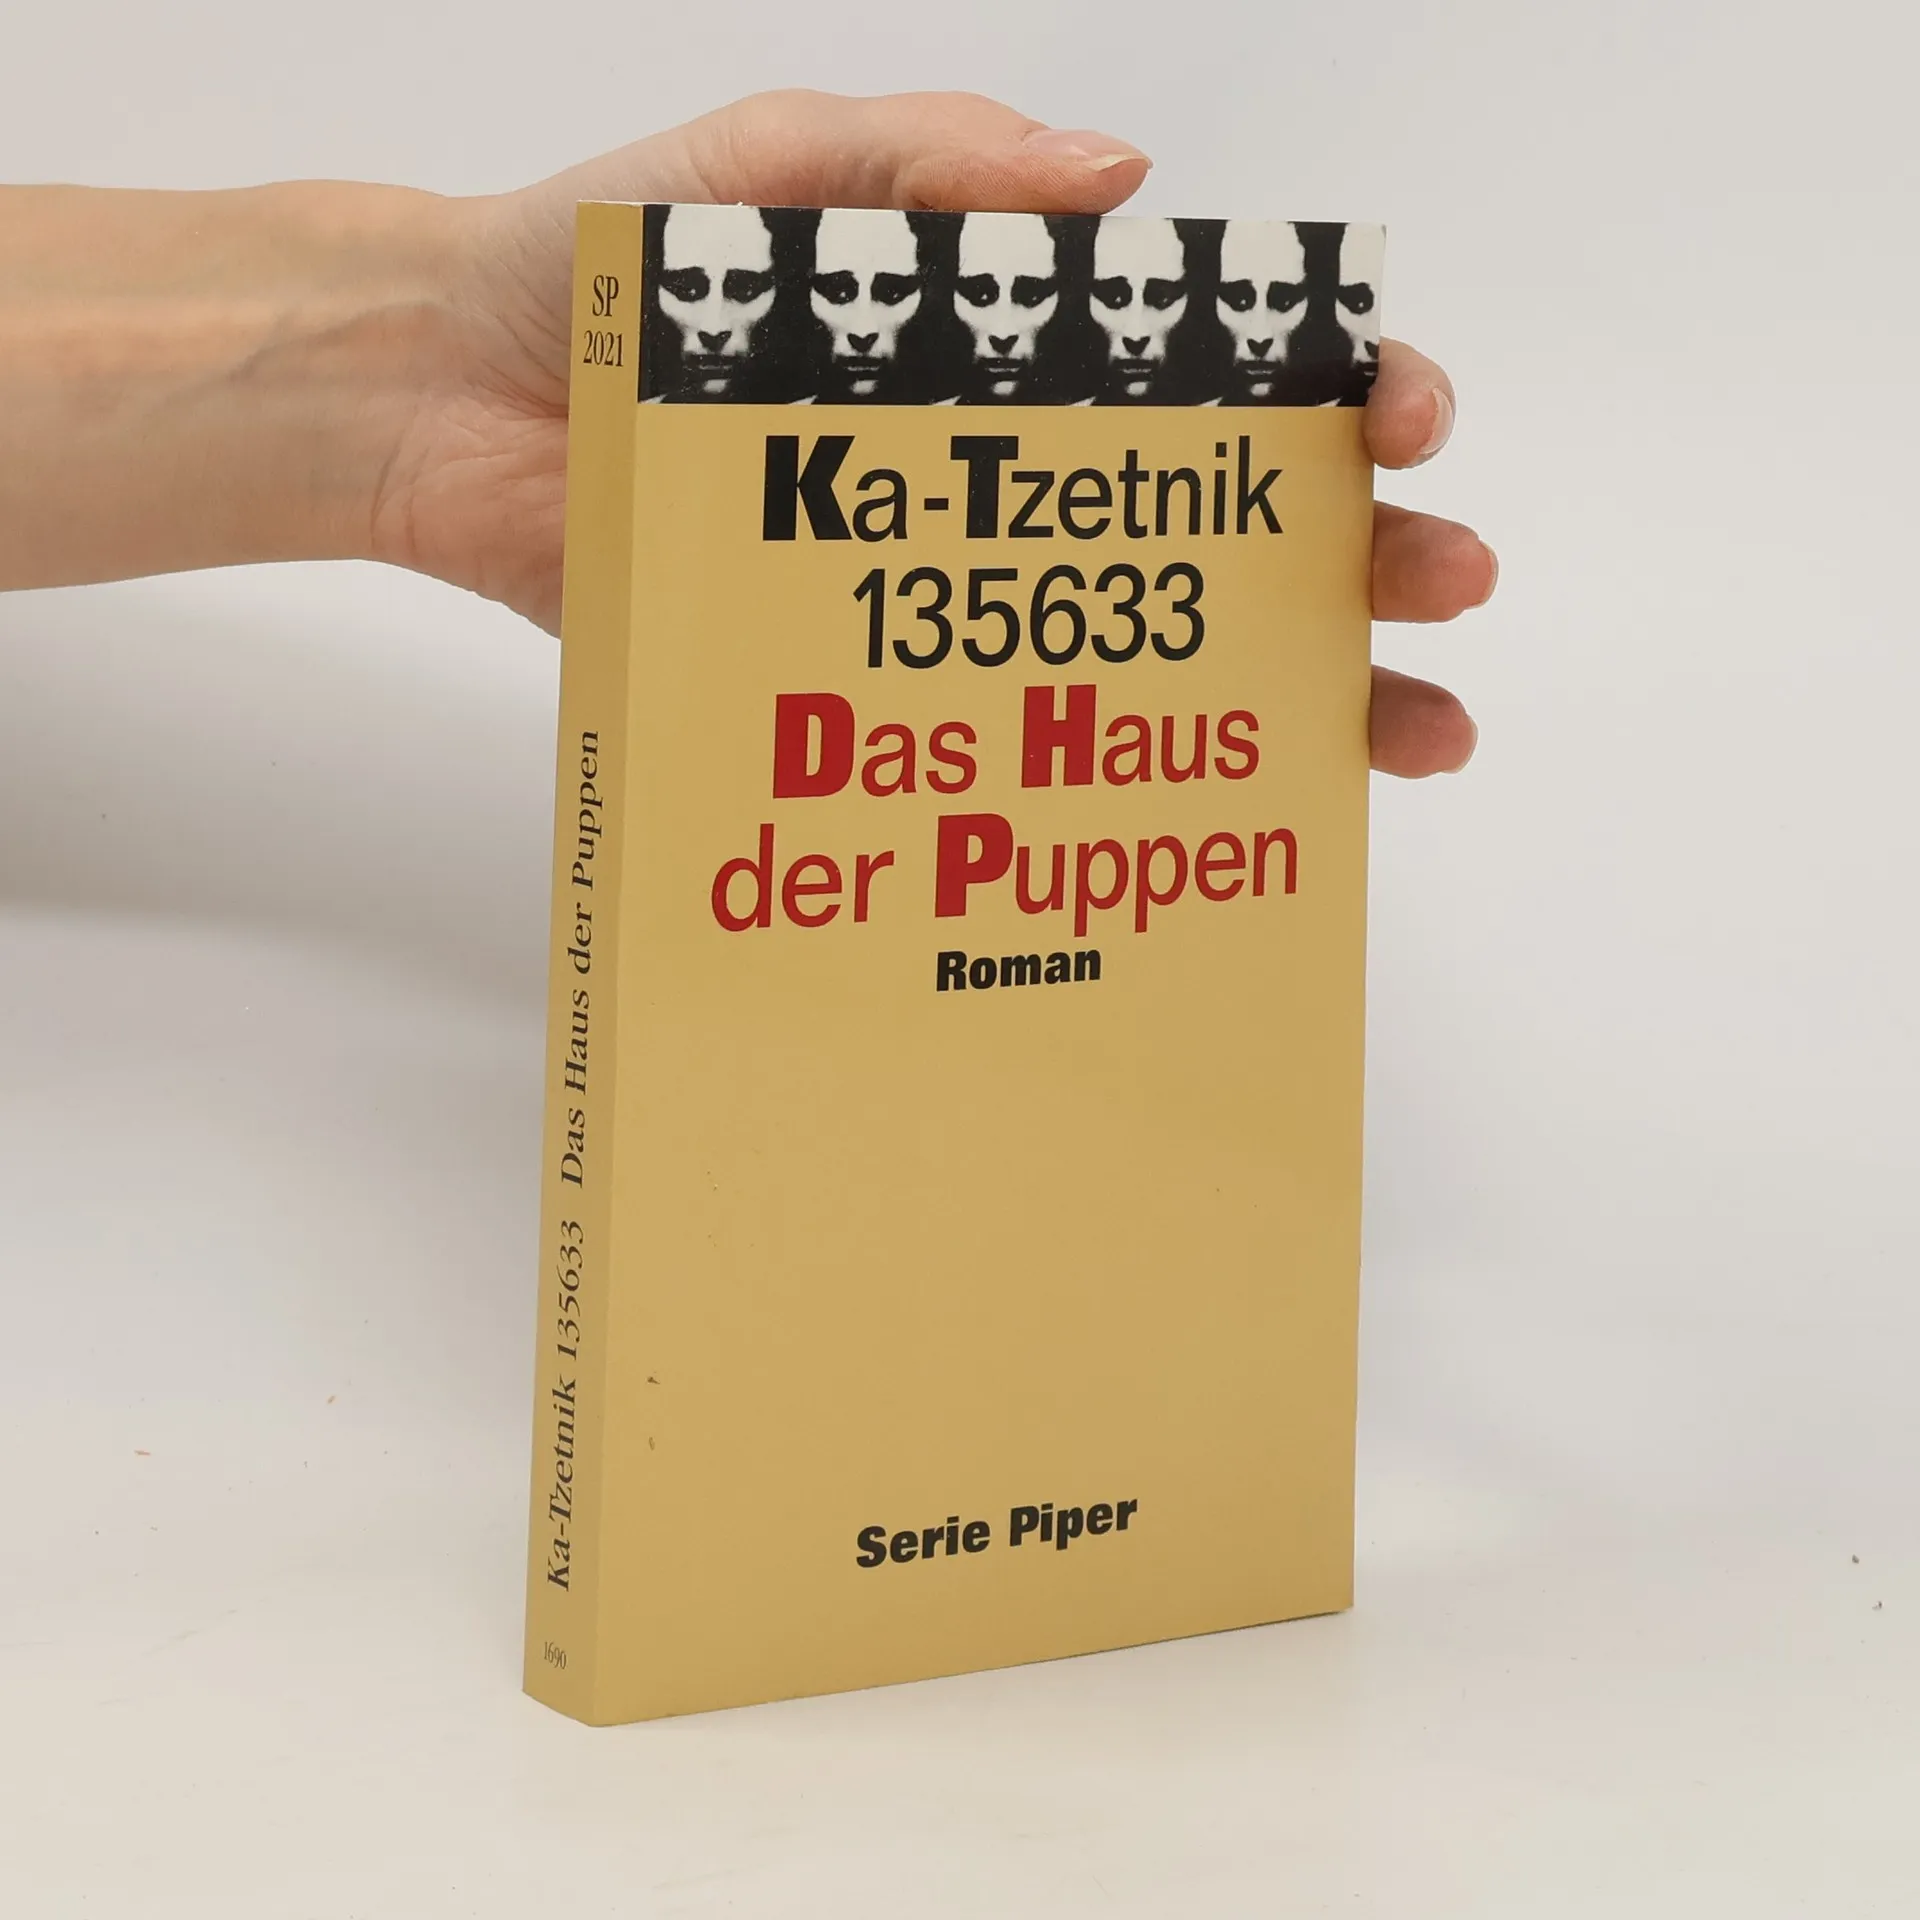 SP
2021
Ka-Tzetnik 135633 Das Haus der Puppen
1690
Ka-Tzetnik
135633
Das Haus
der Puppen
Roman
Serie Piper